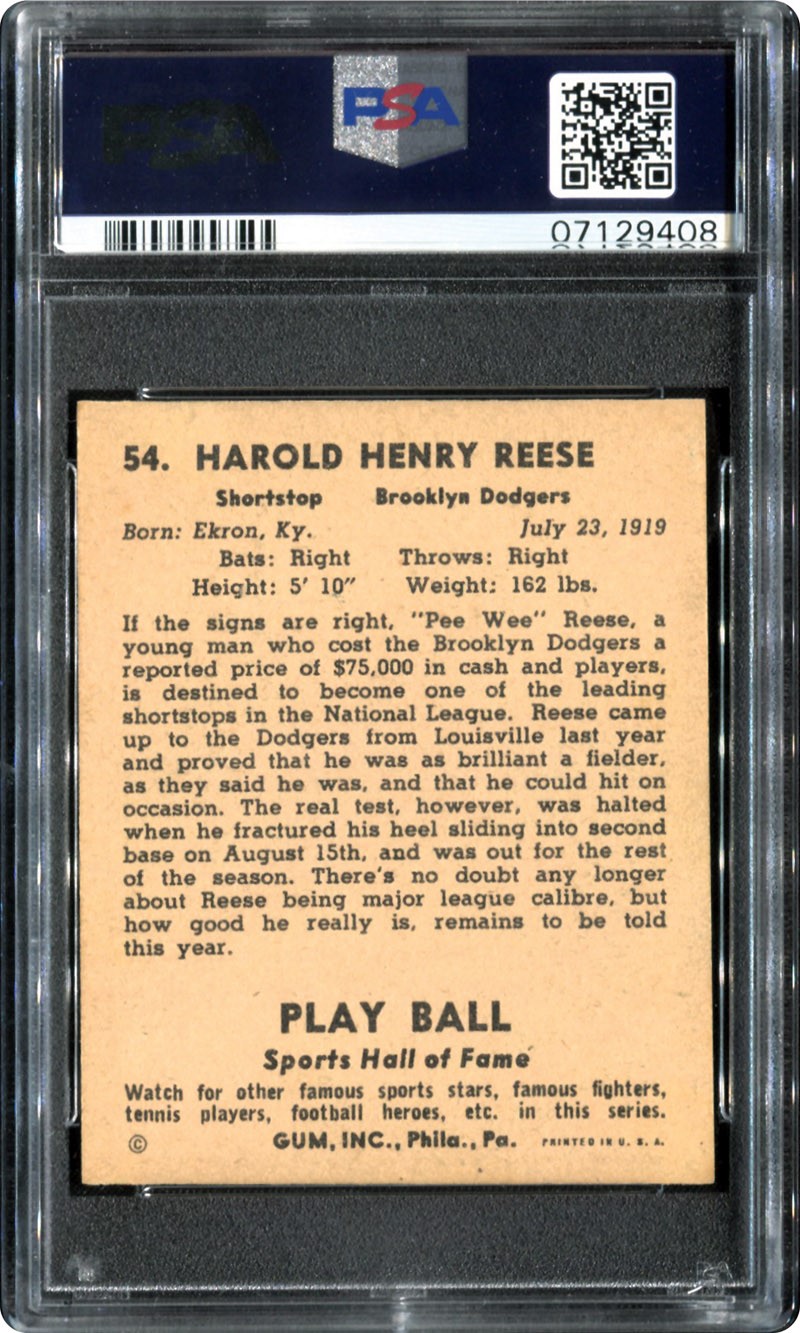 PSA
PSA
07129408
54. HAROLD HENRY REESE
Shortstop Brooklyn Dodgers
Born: Ekron, Ky. July 23, 1919
Bats: Right Throws: Right
Height: 5' 10" Weight: 162 lbs.
If the signs are right, "Pee Wee" Reese, a
young man who cost the Brooklyn Dodgers a
reported price of $75,000 in cash and players,
is destined to become one of the leading
shortstops in the National League. Reese came
up to the Dodgers from Louisville last year
and proved that he was as brilliant a fielder,
as they said he was, and that he could hit on
occasion. The real test, however, was halted
when he fractured his heel sliding into second
base on August 15th, and was out for the rest
of the season. There's no doubt any longer
about Reese being major league calibre, but
how good he really is, remains to be told
this year.
PLAY BALL
Sports Hall of Fame
Watch for other famous sports stars, famous fighters,
tennis players, football heroes, etc. in this series.
© GUM, INC., Phila., Pa. PRINTED IN U. S. A.